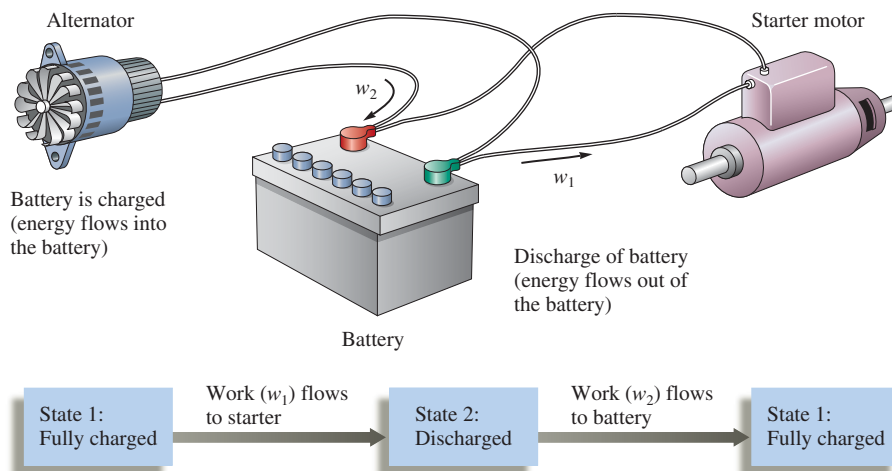 Alternator
Starter motor
w₂
w₁
Battery is charged
(energy flows into
the battery)
Discharge of battery
(energy flows out of
the battery)
Battery
State 1:
Fully charged
Work (w₁) flows
to starter
State 2:
Discharged
Work (w₂) flows
to battery
State 1:
Fully charged